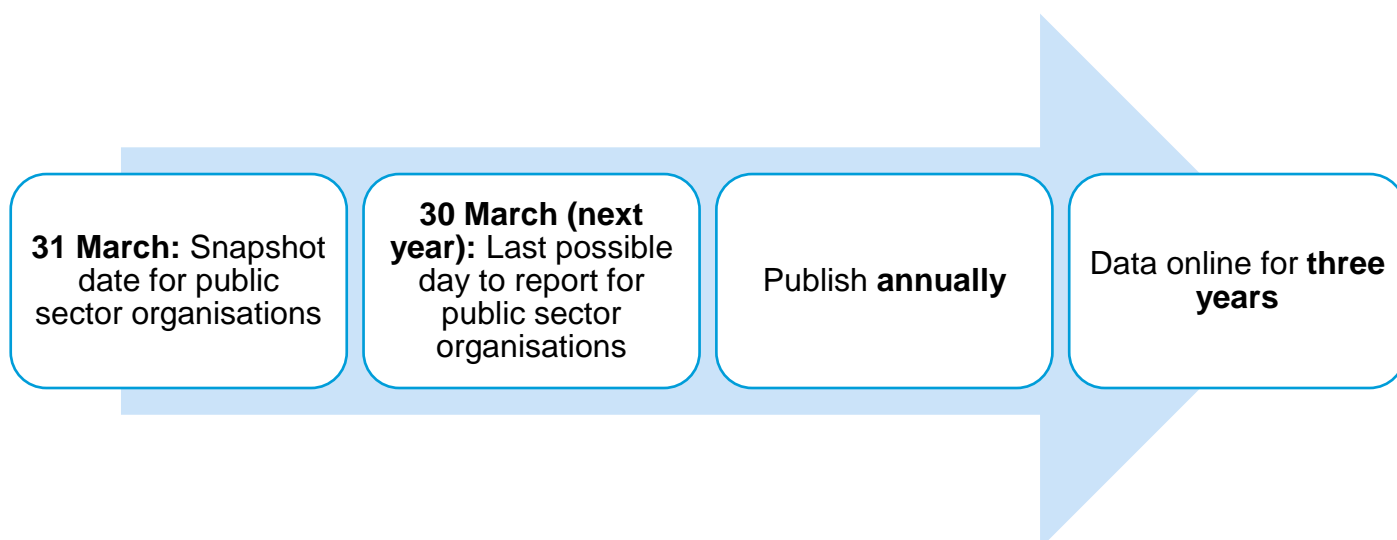 31 March: Snapshot
date for public
sector organisations
30 March (next
year): Last possible
day to report for
public sector
organisations
Publish annually
Data online for three
years